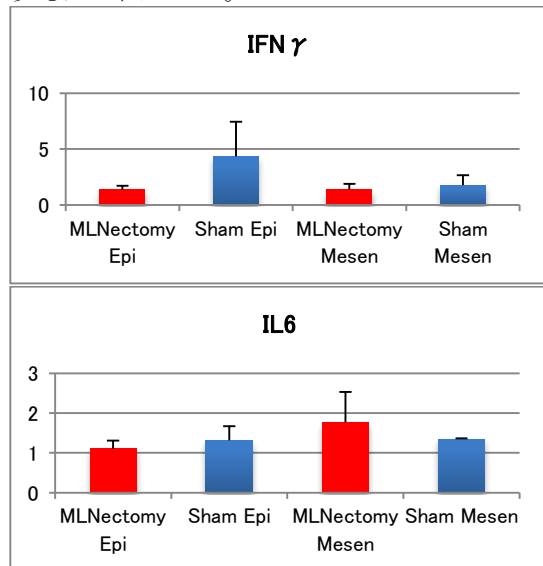 IFN γ
10
5
0
MLNectomy Epi
Sham Epi
MLNectomy Mesen
Sham Mesen
IL6
3
2
1
0
MLNectomy Epi
Sham Epi
MLNectomy Mesen
Sham Mesen